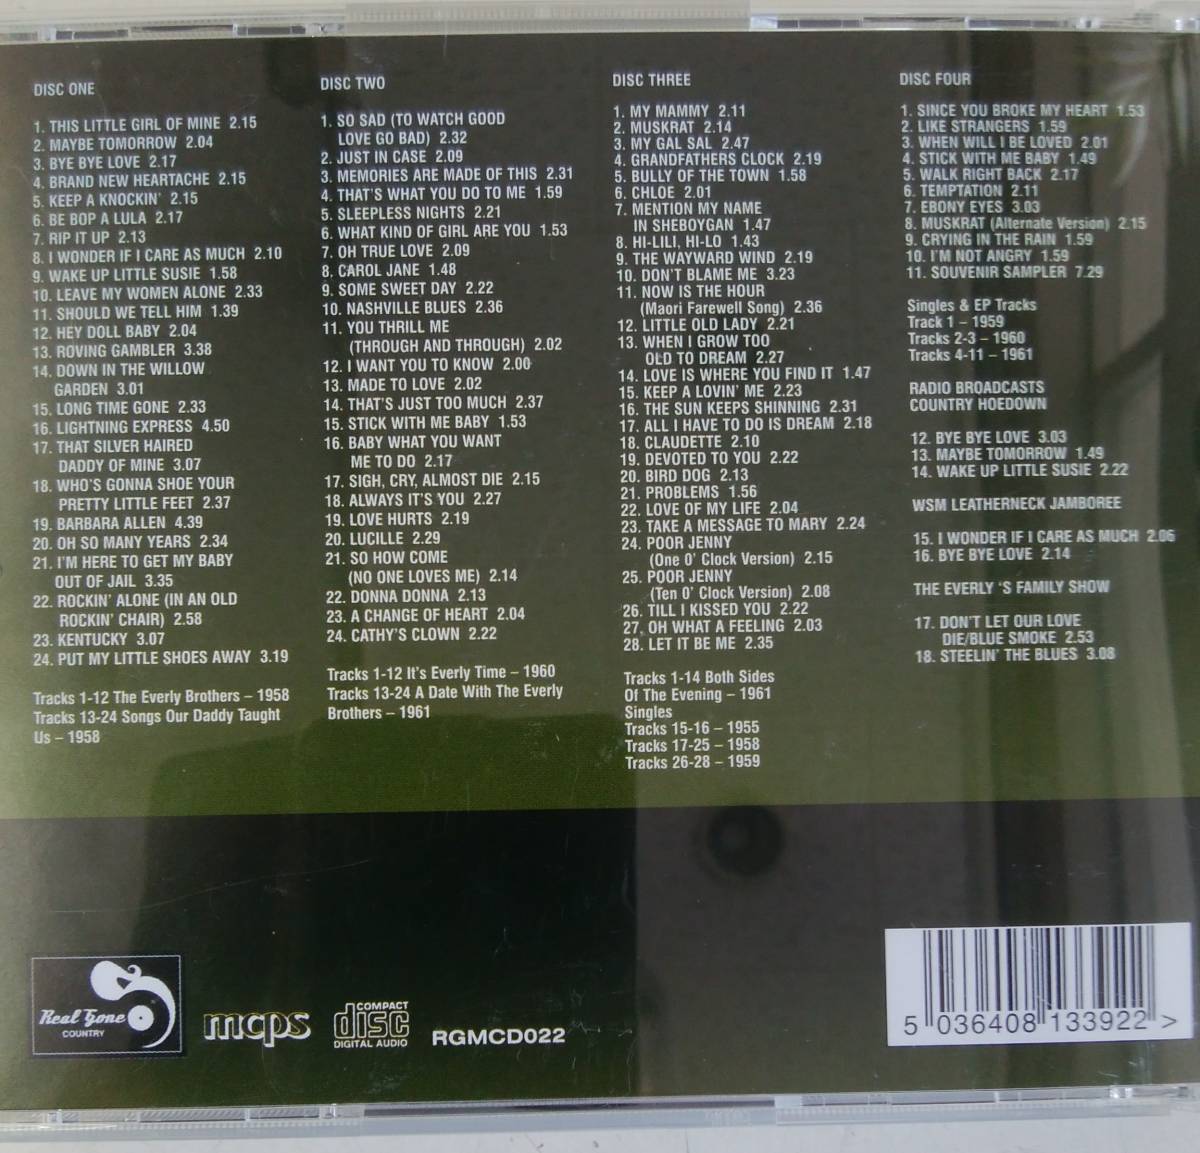 DISC ONE
1. THIS LITTLE GIRL OF MINE 2.15
2. MAYBE TOMORROW 2.04
3. BYE BYE LOVE 2.17
4. BRAND NEW HEARTACHE 2.15
5. KEEP A KNOCKIN' 2.15
6. BE BOP A LULA 2.17
7. RIP IT UP 2.13
8. I WONDER IF I CARE AS MUCH 2.10
9. WAKE UP LITTLE SUSIE 1.58
10. LEAVE MY WOMEN ALONE 2.33
11. SHOULD WE TELL HIM 1.39
12. HEY DOLL BABY 2.04
13. ROVING GAMBLER 3.38
14. DOWN IN THE WILLOW
GARDEN 3.01
15. LONG TIME GONE 2.33
16. LIGHTNING EXPRESS 4.50
17. THAT SILVER HAIRED
DADDY OF MINE 3.07
18. WHO'S GONNA SHOE YOUR
PRETTY LITTLE FEET 2.37
19. BARBARA ALLEN 4.39
20. OH SO MANY YEARS 2.34
21. I'M HERE TO GET MY BABY
OUT OF JAIL 3.35
22. ROCKIN' ALONE (IN AN OLD
ROCKIN' CHAIR) 2.58
23. KENTUCKY 3.07
24. PUT MY LITTLE SHOES AWAY 3.19
Tracks 1-12 The Everly Brothers – 1958
Tracks 13-24 Songs Our Daddy Taught
Us – 1958
DISC TWO
1. SO SAD (TO WATCH GOOD
LOVE GO BAD) 2.32
2. JUST IN CASE 2.09
3. MEMORIES ARE MADE OF THIS 2.31
4. THAT'S WHAT YOU DO TO ME 1.59
5. SLEEPLESS NIGHTS 2.21
6. WHAT KIND OF GIRL ARE YOU 1.53
7. OH TRUE LOVE 2.09
8. CAROL JANE 1.48
9. SOME SWEET DAY 2.22
10. NASHVILLE BLUES 2.36
11. YOU THRILL ME
(THROUGH AND THROUGH) 2.02
12. I WANT YOU TO KNOW 2.00
13. MADE TO LOVE 2.02
14. THAT'S JUST TOO MUCH 2.37
15. STICK WITH ME BABY 1.53
16. BABY WHAT YOU WANT
ME TO DO 2.17
17. SIGH, CRY, ALMOST DIE 2.15
18. ALWAYS IT'S YOU 2.27
19. LOVE HURTS 2.19
20. LUCILLE 2.29
21. SO HOW COME
(NO ONE LOVES ME) 2.14
22. DONNA DONNA 2.13
23. A CHANGE OF HEART 2.04
24. CATHY'S CLOWN 2.22
Tracks 1-12 It's Everly Time – 1960
Tracks 13-24 A Date With The Everly
Brothers – 1961
DISC THREE
1. MY MAMMY 2.11
2. MUSKRAT 2.14
3. MY GAL SAL 2.47
4. GRANDFATHERS CLOCK 2.19
5. BULLY OF THE TOWN 1.58
6. CHLOE 2.01
7. MENTION MY NAME
IN SHEBOYGAN 1.47
8. HI-LILI, HI-LO 1.43
9. THE WAYWARD WIND 2.19
10. DON'T BLAME ME 3.23
11. NOW IS THE HOUR
(Maori Farewell Song) 2.36
12. LITTLE OLD LADY 2.21
13. WHEN I GROW TOO
OLD TO DREAM 2.27
14. LOVE IS WHERE YOU FIND IT 1.47
15. KEEP A LOVIN' ME 2.23
16. THE SUN KEEPS SHINNING 2.31
17. ALL I HAVE TO DO IS DREAM 2.18
18. CLAUDETTE 2.10
19. DEVOTED TO YOU 2.22
20. BIRD DOG 2.13
21. PROBLEMS 1.56
22. LOVE OF MY LIFE 2.04
23. TAKE A MESSAGE TO MARY 2.24
24. POOR JENNY
(One O' Clock Version) 2.15
25. POOR JENNY
(Ten O' Clock Version) 2.08
26. TILL I KISSED YOU 2.22
27. OH WHAT A FEELING 2.03
28. LET IT BE ME 2.35
Tracks 1-14 Both Sides
Of The Evening – 1961
Singles
Tracks 15-16 – 1955
Tracks 17-25 – 1958
Tracks 26-28 – 1959
DISC FOUR
1. SINCE YOU BROKE MY HEART 1.53
2. LIKE STRANGERS 1.59
3. WHEN WILL I BE LOVED 2.01
4. STICK WITH ME BABY 1.49
5. WALK RIGHT BACK 2.17
6. TEMPTATION 2.11
7. EBONY EYES 3.03
8. MUSKRAT (Alternate Version) 2.15
9. CRYING IN THE RAIN 1.59
10. I'M NOT ANGRY 1.59
11. SOUVENIR SAMPLER 7.29
Singles & EP Tracks
Track 1 – 1959
Tracks 2-3 – 1960
Tracks 4-11 – 1961
RADIO BROADCASTS
COUNTRY HOEDOWN
12. BYE BYE LOVE 3.03
13. MAYBE TOMORROW 1.49
14. WAKE UP LITTLE SUSIE 2.22
WSM LEATHERNECK JAMBOREE
15. I WONDER IF I CARE AS MUCH 2.06
16. BYE BYE LOVE 2.14
THE EVERLY 'S FAMILY SHOW
17. DON'T LET OUR LOVE
DIE/BLUE SMOKE 2.53
18. STEELIN' THE BLUES 3.08
Real Gone
COUNTRY
mcps
COMPACT
disc
DIGITAL AUDIO
RGMCD022
5 036408 133922 >